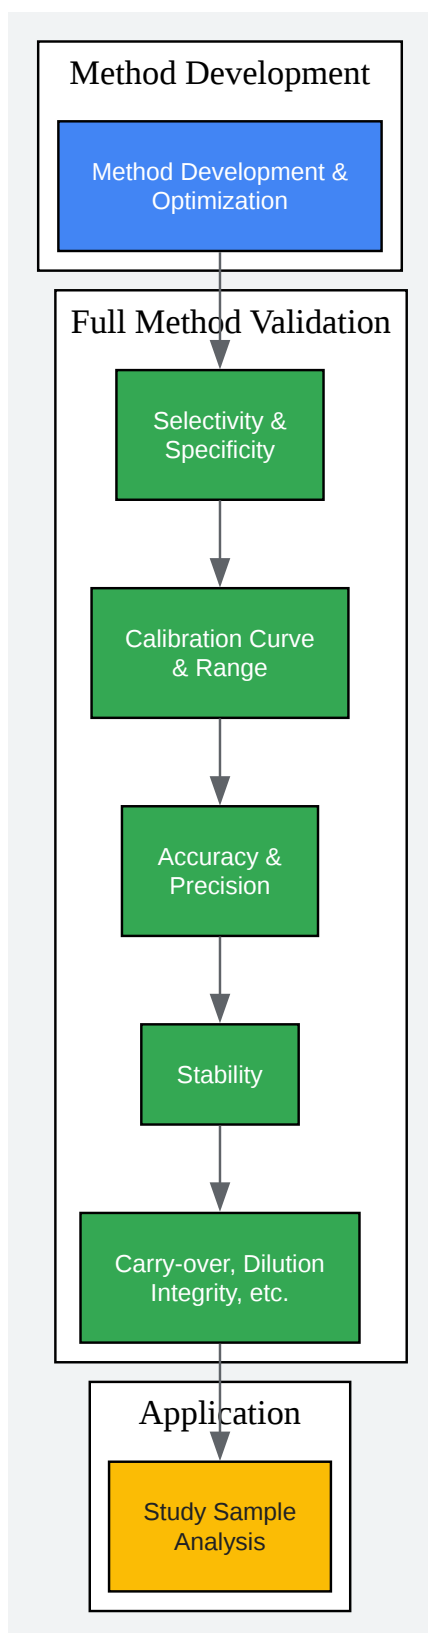 Method Development
Method Development &
Optimization
Full Method Validation
Selectivity &
Specificity
Calibration Curve
& Range
Accuracy &
Precision
Stability
Carry-over, Dilution
Integrity, etc.
Application
Study Sample
Analysis